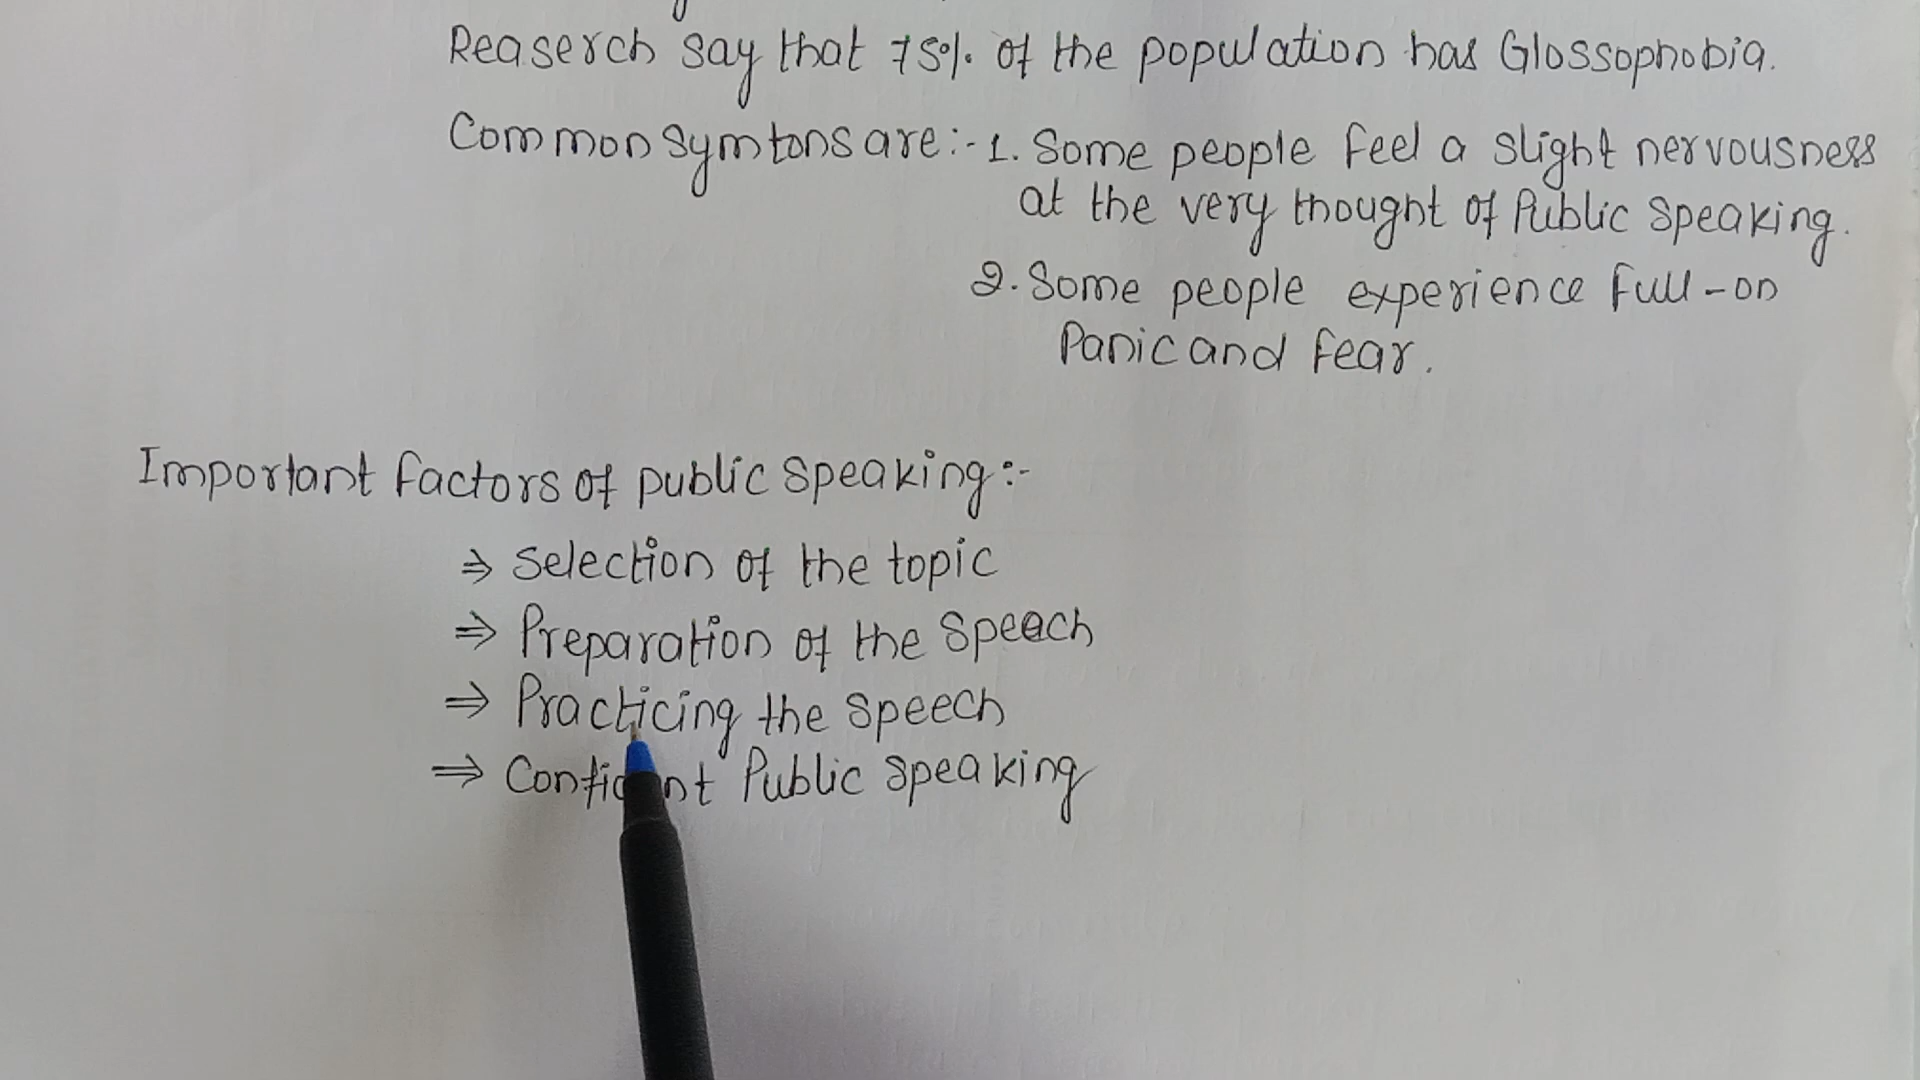 Reaserch say that 75% of the population has Glossophobia.
Common Symtons are:- 1. Some people feel a slight nervousness
at the very thought of Public Speaking.
2. Some people experience full-on
Panic and fear.
Important factors of public speaking:-
⇒ Selection of the topic
⇒ Preparation of the Speech
⇒ Practicing the Speech
⇒ Public Speaking